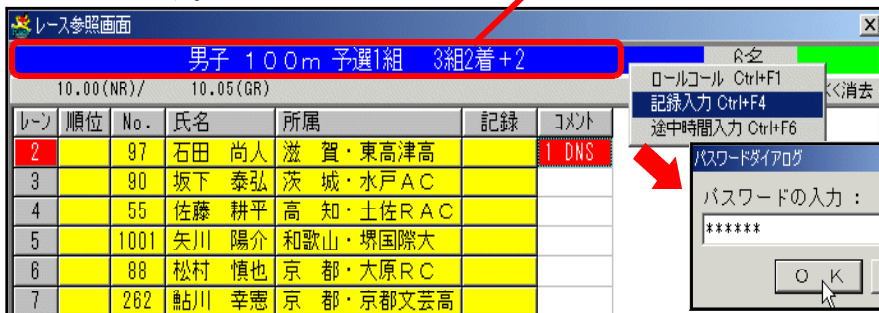 レース参照画面
男子 100m 予選1組 3組2着+2
6名
10.00(NR)/ 10.05(GR)
<<消去
ロールコール Ctrl+F1
記録入力 Ctrl+F4
途中時間入力 Ctrl+F6
レーン 順位 No. 氏名 所属 記録 コメント
2 97 石田 尚人 滋 賀・東高津高 1 DNS
3 90 坂下 泰弘 茨 城・水戸AC
4 55 佐藤 耕平 高 知・土佐RAC
5 1001 矢川 陽介 和歌山・堺国際大
6 88 松村 慎也 京 都・大原RC
7 262 鮎川 幸憲 京 都・京都文芸高
パスワードダイアログ
パスワードの入力 :
******
OK